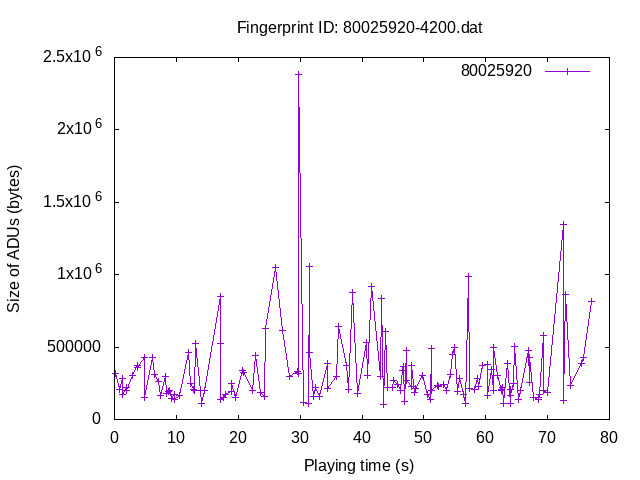 Fingerprint ID: 80025920-4200.dat
80025920
2.5x10^6
2x10^6
1.5x10^6
1x10^6
500000
0
Size of ADUs (bytes)
0 10 20 30 40 50 60 70 80
Playing time (s)